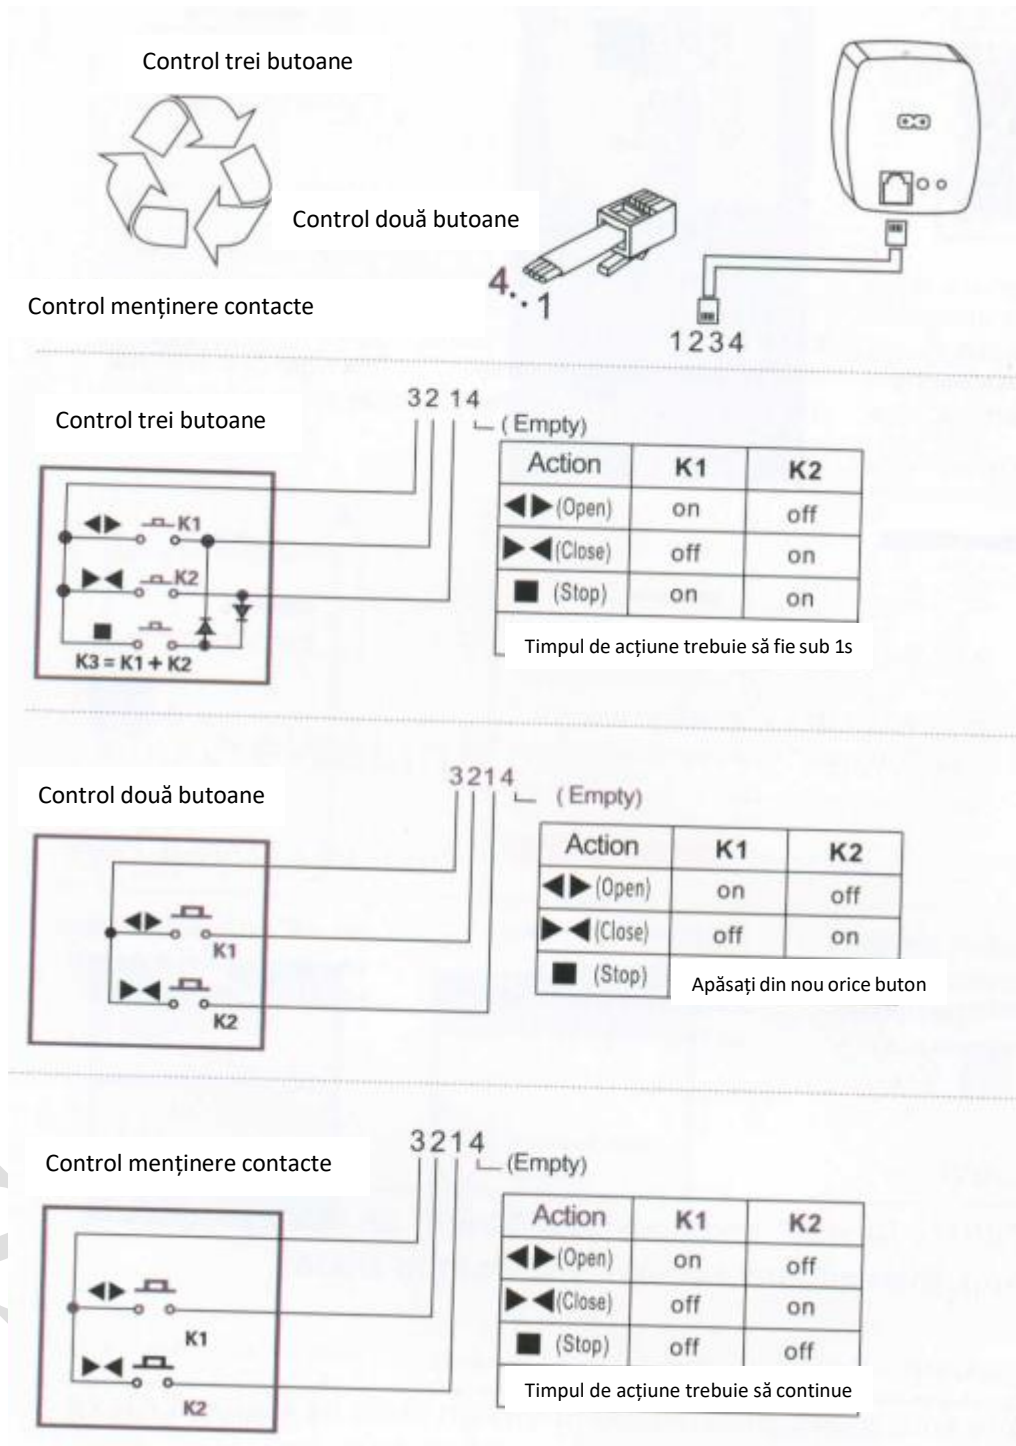 Control trei butoane
Control două butoane
Control menținere contacte
4..1
1234
Control trei butoane
32 14
(Empty)
K1
K2
K3 = K1 + K2
Action K1 K2
(Open) on off
(Close) off on
(Stop) on on
Timpul de acțiune trebuie să fie sub 1s
Control două butoane
3214
(Empty)
K1
K2
Action K1 K2
(Open) on off
(Close) off on
(Stop) Apăsați din nou orice buton
Control menținere contacte
3214
(Empty)
K1
K2
Action K1 K2
(Open) on off
(Close) off on
(Stop) off off
Timpul de acțiune trebuie să continue